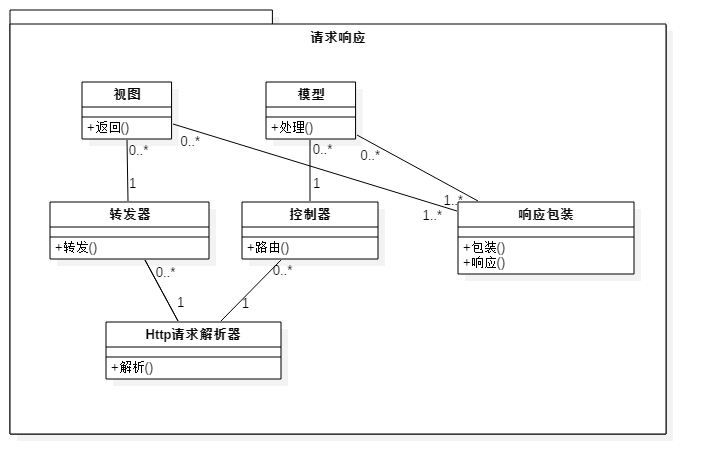 请求响应
视图
+返回()
模型
+处理()
0..*
0..*
0..*
0..*
1
1
1..*
1..*
转发器
+转发()
控制器
+路由()
响应包装
+包装()
+响应()
0..*
0..*
1
1
Http请求解析器
+解析()